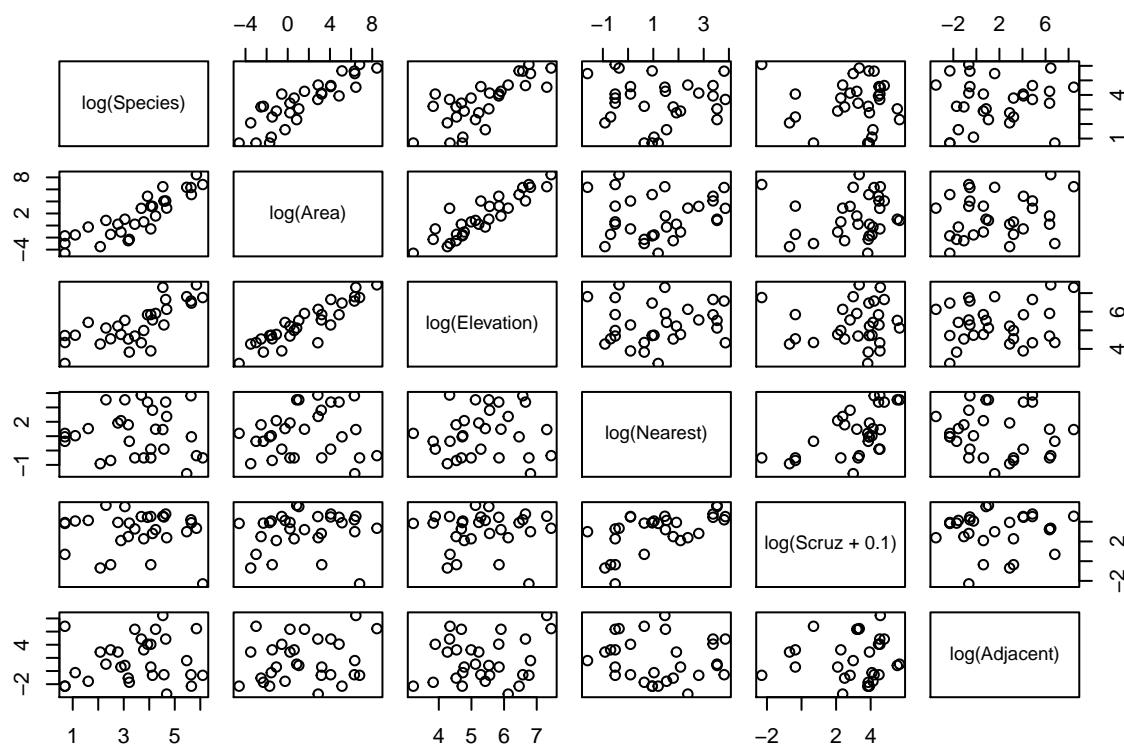 −4 0 4 8 −1 1 3 −2 2 6
log(Species) 1 4
−4 2 8 log(Area)
log(Elevation) 4 6
−1 2 log(Nearest)
log(Scruz + 0.1) −2 2
−2 4 log(Adjacent)
1 3 5 4 5 6 7 −2 2 4